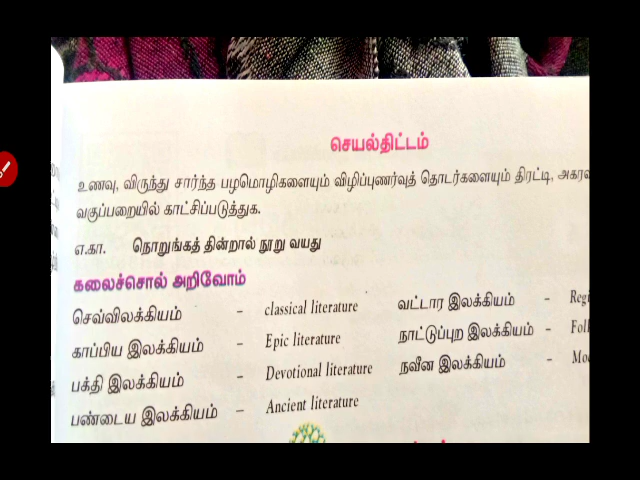 செயல்திட்டம்
உணவு, விருந்து சார்ந்த பழமொழிகளையும் விழிப்புணர்வுத் தொடர்களையும் திரட்டி,
வகுப்பறையில் காட்சிப்படுத்துக.
எ.கா. நொறுங்கத் தின்றால் நூறு வயது
கலைச்சொல் அறிவோம்
செவ்விலக்கியம் – classical literature வட்டார இலக்கியம் –
காப்பிய இலக்கியம் – Epic literature நாட்டுப்புற இலக்கியம் –
பக்தி இலக்கியம் – Devotional literature நவீன இலக்கியம் –
பண்டைய இலக்கியம் – Ancient literature